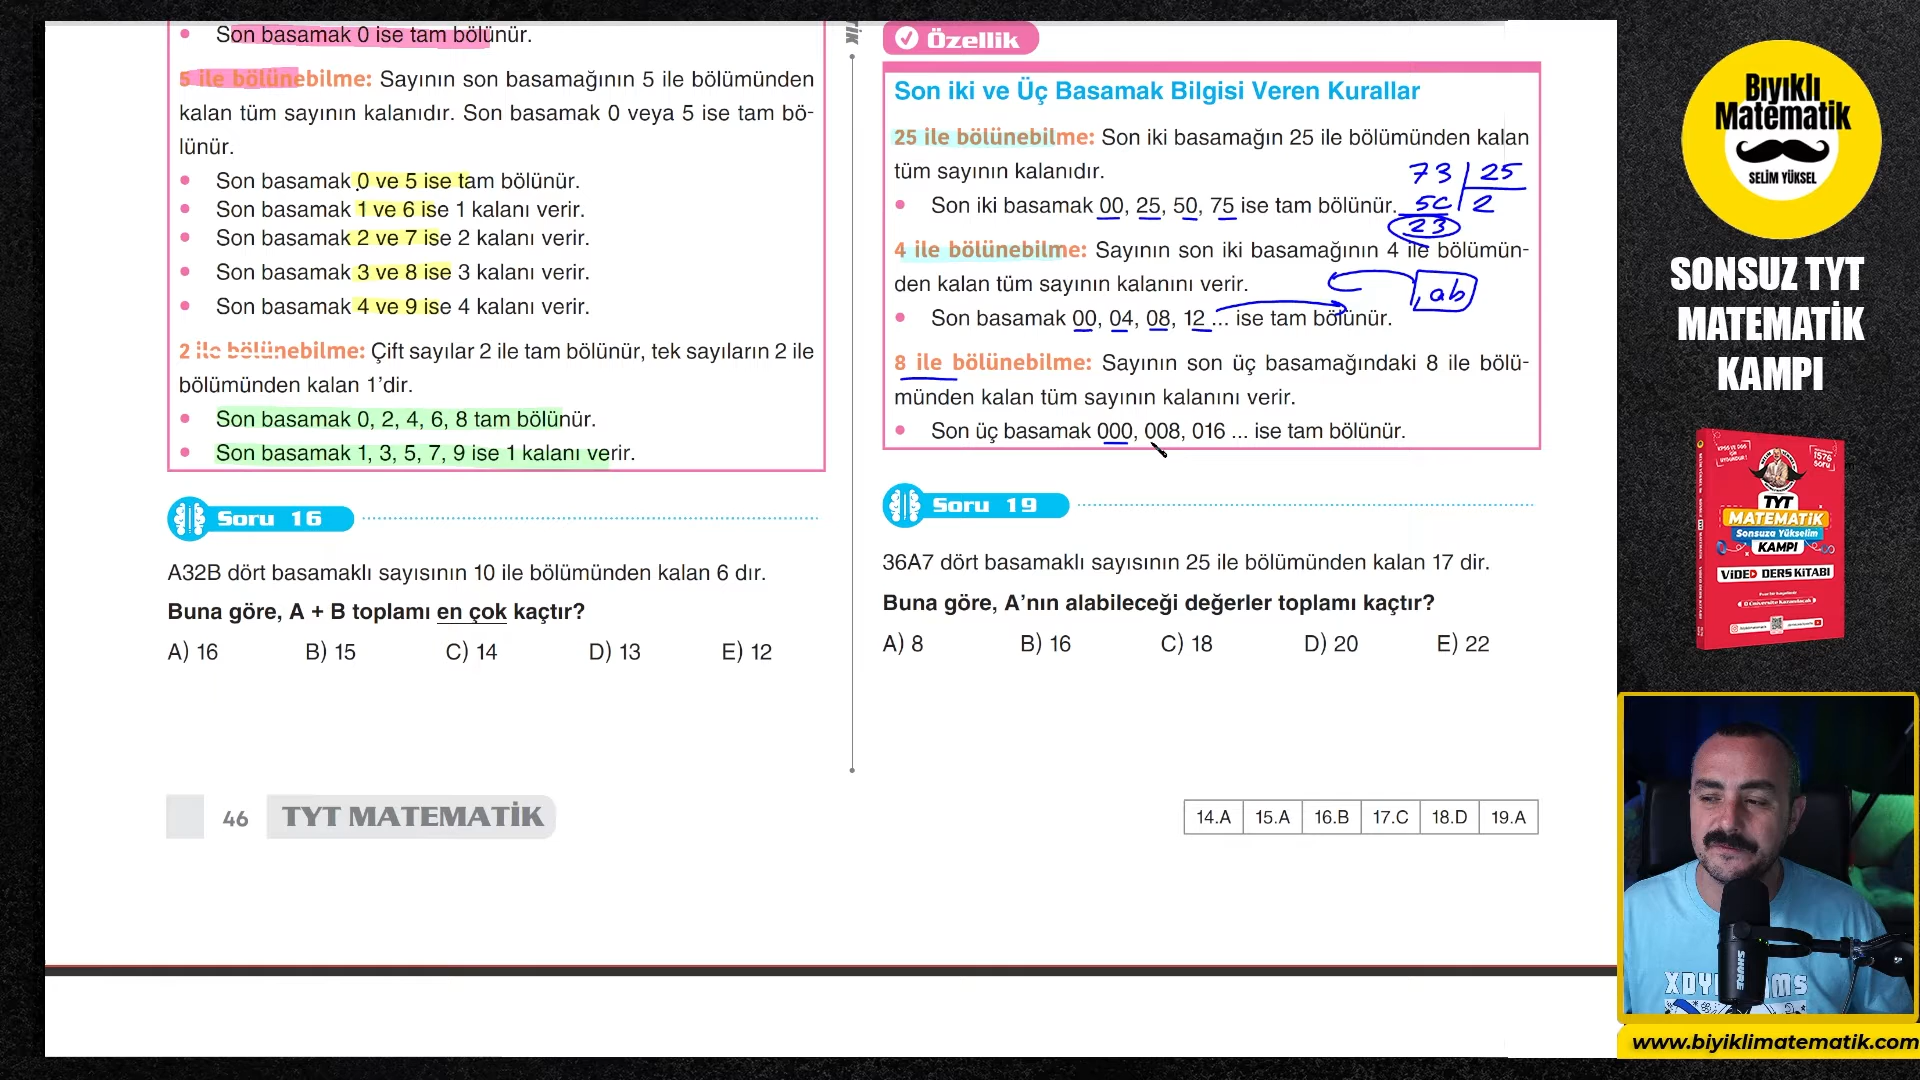 Son basamak 0 ise tam bölünür.
5 ile bölünebilme: Sayının son basamağının 5 ile bölümünden
kalan tüm sayının kalanıdır. Son basamak 0 veya 5 ise tam bö-
lünür.
Son basamak 0 ve 5 ise tam bölünür.
Son basamak 1 ve 6 ise 1 kalanı verir.
Son basamak 2 ve 7 ise 2 kalanı verir.
Son basamak 3 ve 8 ise 3 kalanı verir.
Son basamak 4 ve 9 ise 4 kalanı verir.
2 ile bölünebilme: Çift sayılar 2 ile tam bölünür, tek sayıların 2 ile
bölümünden kalan 1’dir.
Son basamak 0, 2, 4, 6, 8 tam bölünür.
Son basamak 1, 3, 5, 7, 9 ise 1 kalanı verir.
Soru 16
A32B dört basamaklı sayısının 10 ile bölümünden kalan 6 dır.
Buna göre, A + B toplamı en çok kaçtır?
A) 16 B) 15 C) 14 D) 13 E) 12
46 TYT MATEMATİK
Özellik
Son iki ve Üç Basamak Bilgisi Veren Kurallar
25 ile bölünebilme: Son iki basamağın 25 ile bölümünden kalan
tüm sayının kalanıdır.
73 25
Son iki basamak 00, 25, 50, 75 ise tam bölünür.
50 2
23
4 ile bölünebilme: Sayının son iki basamağının 4 ile bölümün-
den kalan tüm sayının kalanını verir.
ab
Son basamak 00, 04, 08, 12 ... ise tam bölünür.
8 ile bölünebilme: Sayının son üç basamağındaki 8 ile bölü-
münden kalan tüm sayının kalanını verir.
Son üç basamak 000, 008, 016 ... ise tam bölünür.
Soru 19
36A7 dört basamaklı sayısının 25 ile bölümünden kalan 17 dir.
Buna göre, A’nın alabileceği değerler toplamı kaçtır?
A) 8 B) 16 C) 18 D) 20 E) 22
14.A 15.A 16.B 17.C 18.D 19.A
Bıyıklı
Matematik
SELİM YÜKSEL
SONSUZ TYT
MATEMATİK
KAMPI
TYT
MATEMATİK
Sonsuza Yükselim
KAMPI
VİDEO DERS KİTABI
SHURE
www.biyiklimatematik.com